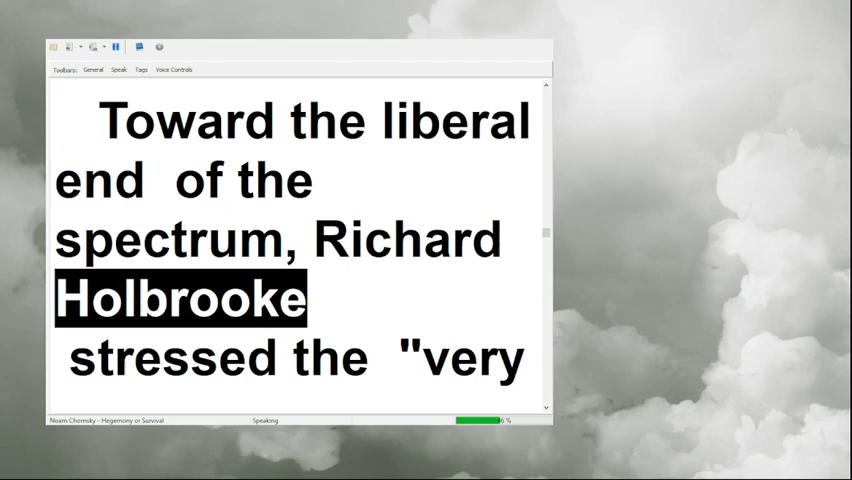 Toolbars: General Speak Tags Voice Controls
Toward the liberal
end of the
spectrum, Richard
Holbrooke
stressed the "very
Noam Chomsky - Hegemony or Survival Speaking %